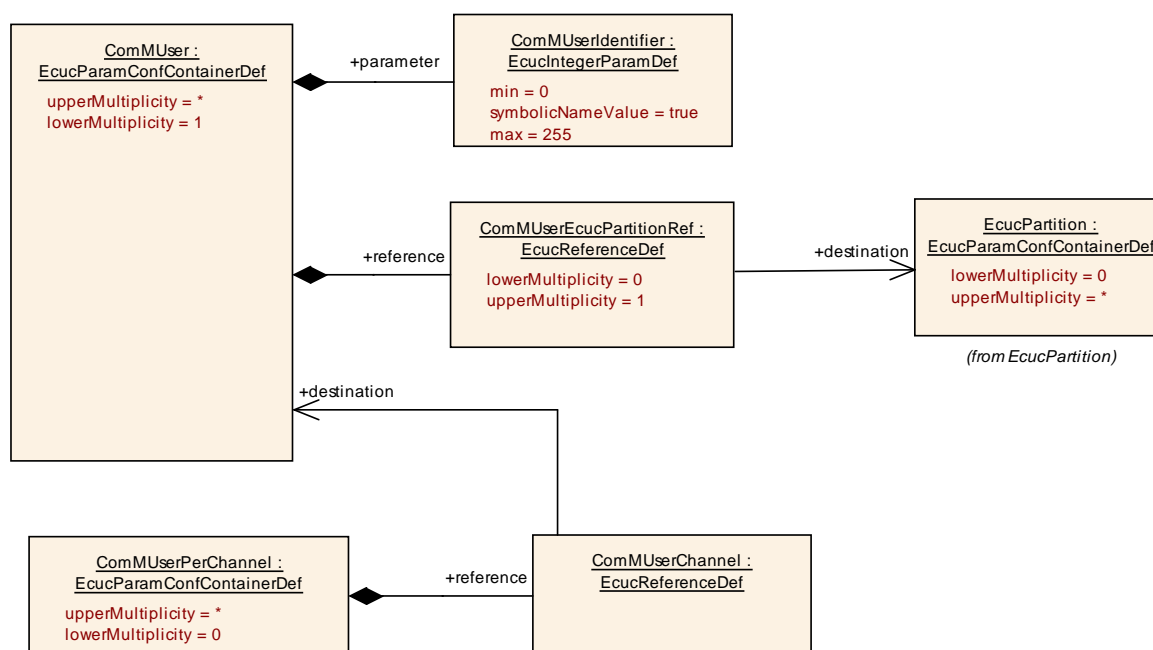 ComMUser :
EcucParamConfContainerDef
upperMultiplicity = *
lowerMultiplicity = 1
+parameter
ComMUserIdentifier :
EcucIntegerParamDef
min = 0
symbolicNameValue = true
max = 255
+reference
ComMUserEcucPartitionRef :
EcucReferenceDef
lowerMultiplicity = 0
upperMultiplicity = 1
+destination
EcucPartition :
EcucParamConfContainerDef
lowerMultiplicity = 0
upperMultiplicity = *
(from EcucPartition)
+destination
ComMUserPerChannel :
EcucParamConfContainerDef
upperMultiplicity = *
lowerMultiplicity = 0
+reference
ComMUserChannel :
EcucReferenceDef